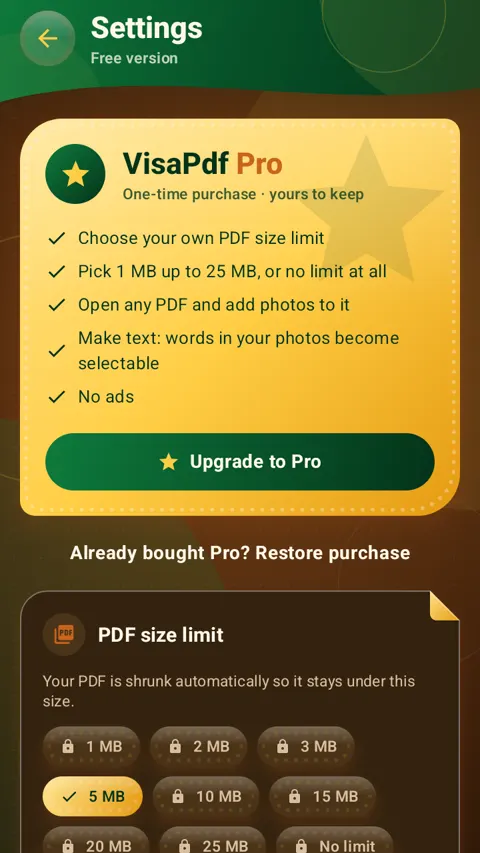 Settings
Free version
VisaPdf Pro
One-time purchase · yours to keep
Choose your own PDF size limit
Pick 1 MB up to 25 MB, or no limit at all
Open any PDF and add photos to it
Make text: words in your photos become
selectable
No ads
Upgrade to Pro
Already bought Pro? Restore purchase
PDF
PDF size limit
Your PDF is shrunk automatically so it stays under this
size.
1 MB 2 MB 3 MB
5 MB 10 MB 15 MB
20 MB 25 MB No limit